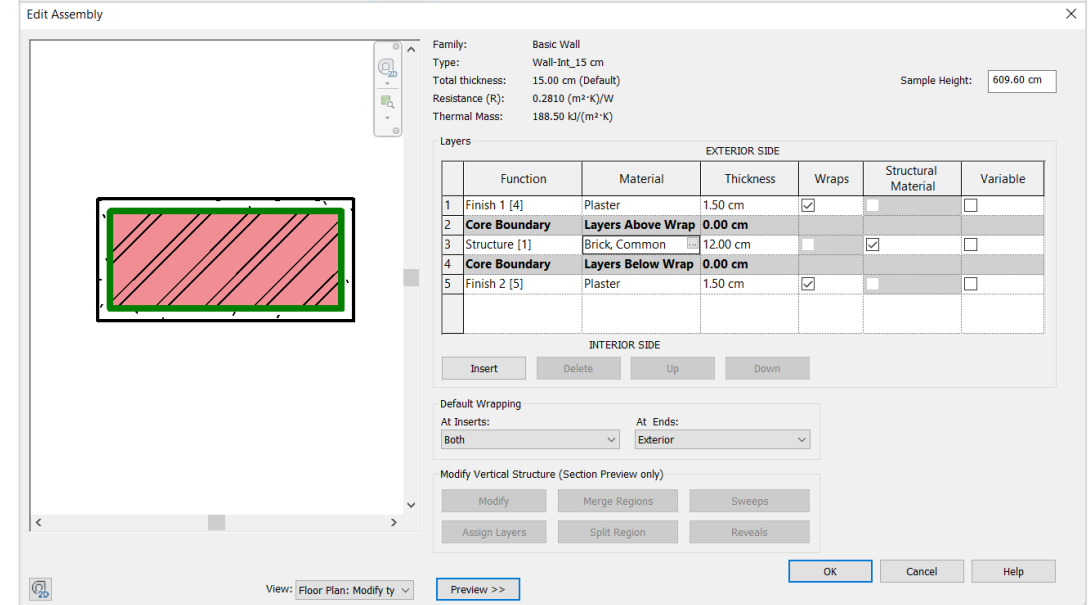 Edit Assembly
Family: Basic Wall
Type: Wall-Int_15 cm
Total thickness: 15.00 cm (Default)
Sample Height: 609.60 cm
Resistance (R): 0.2810 (m²·K)/W
Thermal Mass: 188.50 kJ/(m²·K)
Layers
EXTERIOR SIDE
Function Material Thickness Wraps Structural Material Variable
1 Finish 1 [4] Plaster 1.50 cm
2 Core Boundary Layers Above Wrap 0.00 cm
3 Structure [1] Brick, Common ... 12.00 cm
4 Core Boundary Layers Below Wrap 0.00 cm
5 Finish 2 [5] Plaster 1.50 cm
INTERIOR SIDE
Insert Delete Up Down
Default Wrapping
At Inserts: At Ends:
Both Exterior
Modify Vertical Structure (Section Preview only)
Modify Merge Regions Sweeps
Assign Layers Split Region Reveals
OK Cancel Help
2D
2D
View: Floor Plan: Modify ty Preview >>